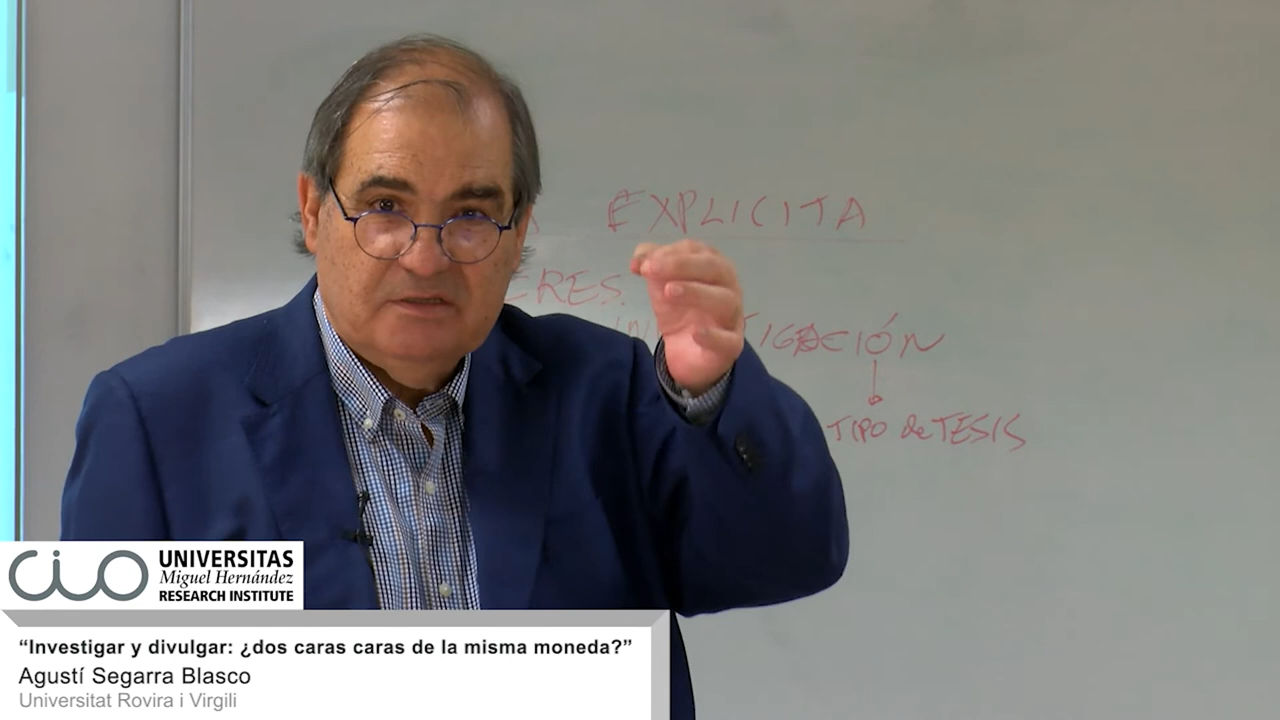 EXPLICITA
TIPO de TESIS
CIO
UNIVERSITAS
Miguel Hernández
RESEARCH INSTITUTE
“Investigar y divulgar: ¿dos caras caras de la misma moneda?”
Agustí Segarra Blasco
Universitat Rovira i Virgili